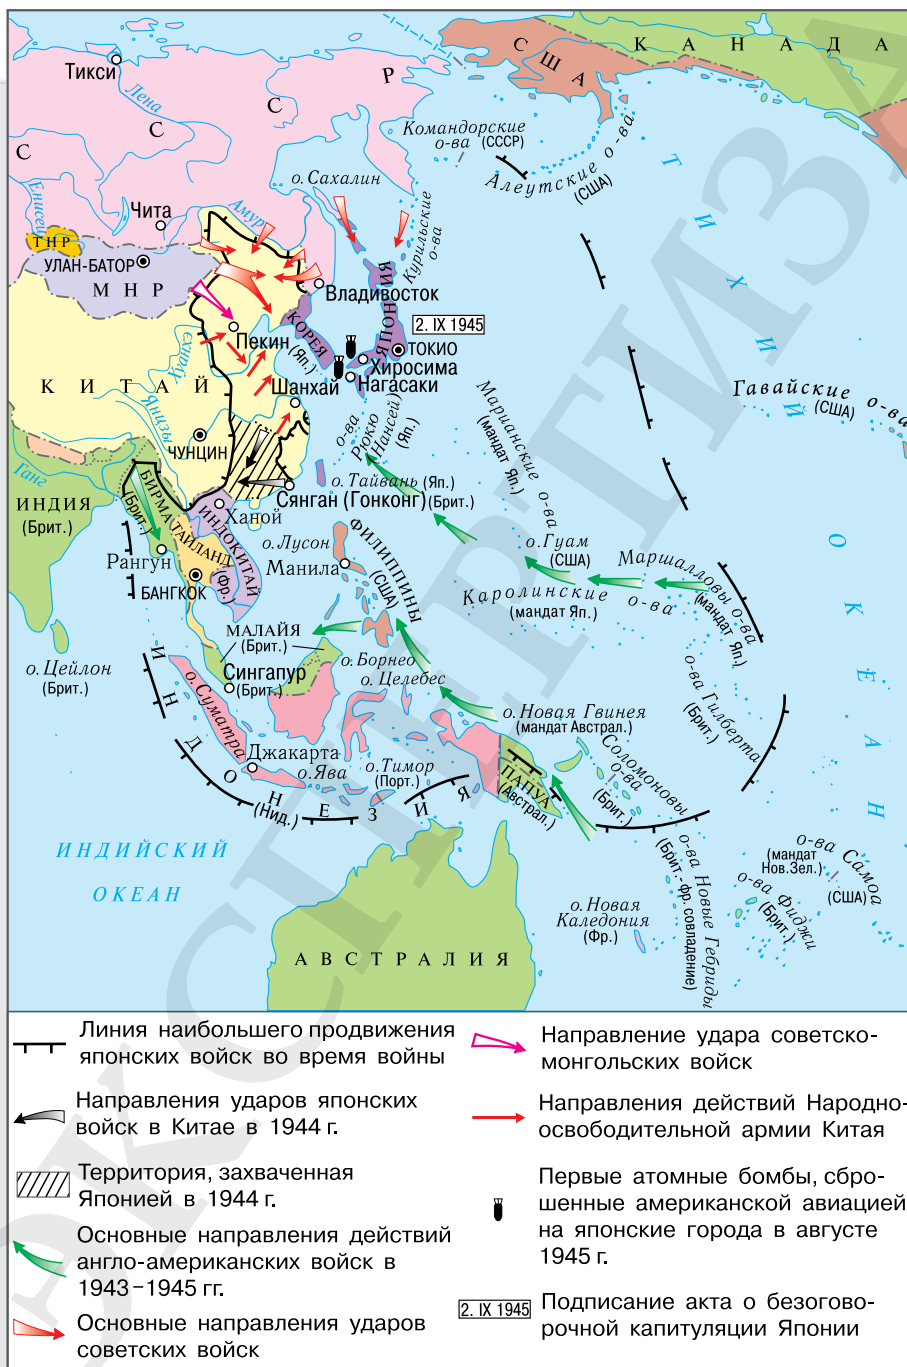 Тикси
Лена
С С С Р
США
КАНАДА
Командорские
о-ва (СССР)
Алеутские о-ва
(США)
о. Сахалин
Курильские
о-ва
Енисей
Амур
Чита
ТНР
УЛАН-БАТОР
МНР
Владивосток
КОРЕЯ
(Яп.)
ЯПОНИЯ
2. IX 1945
ТОКИО
Хиросима
Нагасаки
Пекин
Хуанхэ
КИТАЙ
Шанхай
Янцзы
ЧУНЦИН
о-ва
Рюкю
(Нансей)
(Яп.)
Марианские о-ва
(мандат Яп.)
Гавайские о-ва
(США)
ТИХИЙ ОКЕАН
Ганг
ИНДИЯ
(Брит.)
БИРМА
(Брит.)
о. Тайвань (Яп.)
Сянган (Гонконг) (Брит.)
Ханой
ИНДОКИТАЙ
(Фр.)
ТАИЛАНД
Рангун
БАНГКОК
о. Лусон
Манила
ФИЛИППИНЫ
(США)
о. Гуам
(США)
Маршалловы о-ва
(мандат Яп.)
Каролинские о-ва
(мандат Яп.)
МАЛАЙЯ
(Брит.)
о. Цейлон
(Брит.)
Сингапур
(Брит.)
о. Борнео
о. Целебес
о. Суматра
о-ва Гилберта
(Брит.)
о. Новая Гвинея
(мандат Австрал.)
Джакарта
о. Ява
о. Тимор
(Порт.)
ИНДОНЕЗИЯ
(Нид.)
ПАПУА
(Австрал.)
Соломоновы
о-ва
(Брит.)
ИНДИЙСКИЙ
ОКЕАН
о-ва Самоа
(мандат
Нов.Зел.)
(США)
о-ва Фиджи
(Брит.)
о-ва Новые Гебриды
(Брит.- фр. совладение)
о. Новая
Каледония
(Фр.)
АВСТРАЛИЯ
Линия наибольшего продвижения
японских войск во время войны
Направления ударов японских
войск в Китае в 1944 г.
Территория, захваченная
Японией в 1944 г.
Основные направления действий
англо-американских войск в
1943–1945 гг.
Основные направления ударов
советских войск
Направление удара советско-
монгольских войск
Направления действий Народно-
освободительной армии Китая
Первые атомные бомбы, сбро-
шенные американской авиацией
на японские города в августе
1945 г.
2. IX 1945
Подписание акта о безогово-
рочной капитуляции Японии
ЭКСПЕРТИЗА